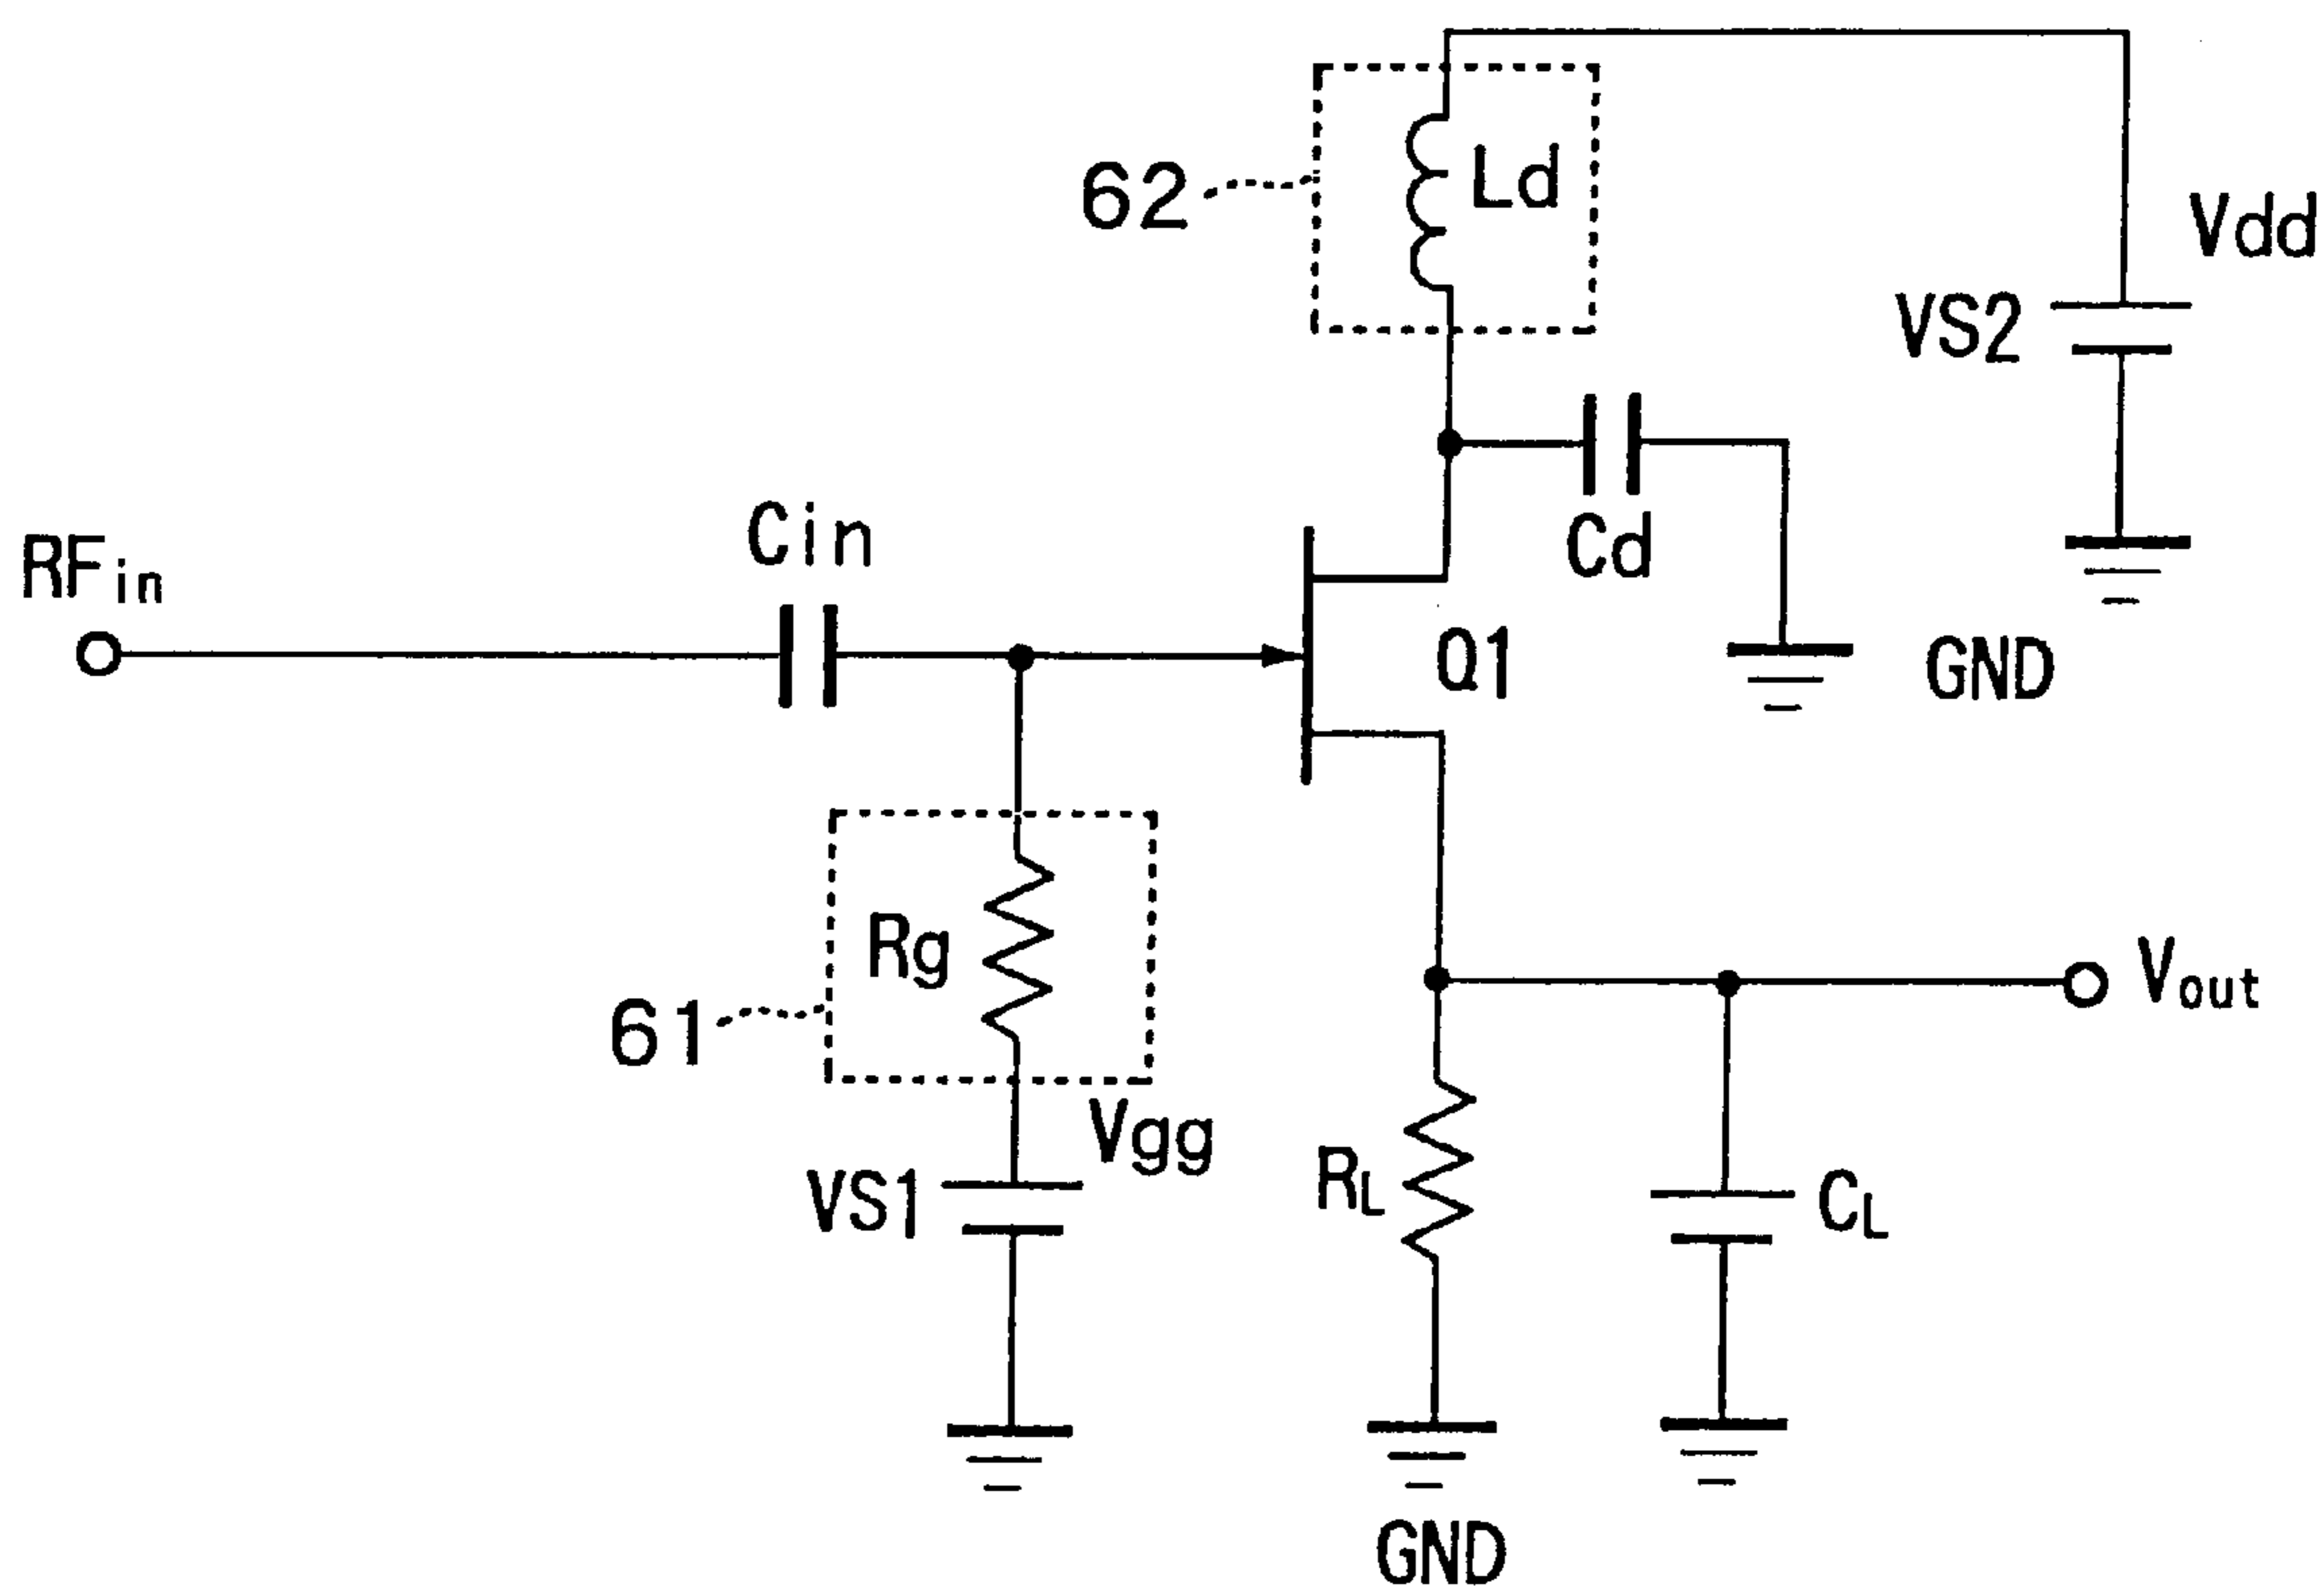 Ld
62
Vdd
VS2
Cin
Cd
RFin
Q1
GND
Rg
Vout
61
Vgg
VS1
RL
CL
GND